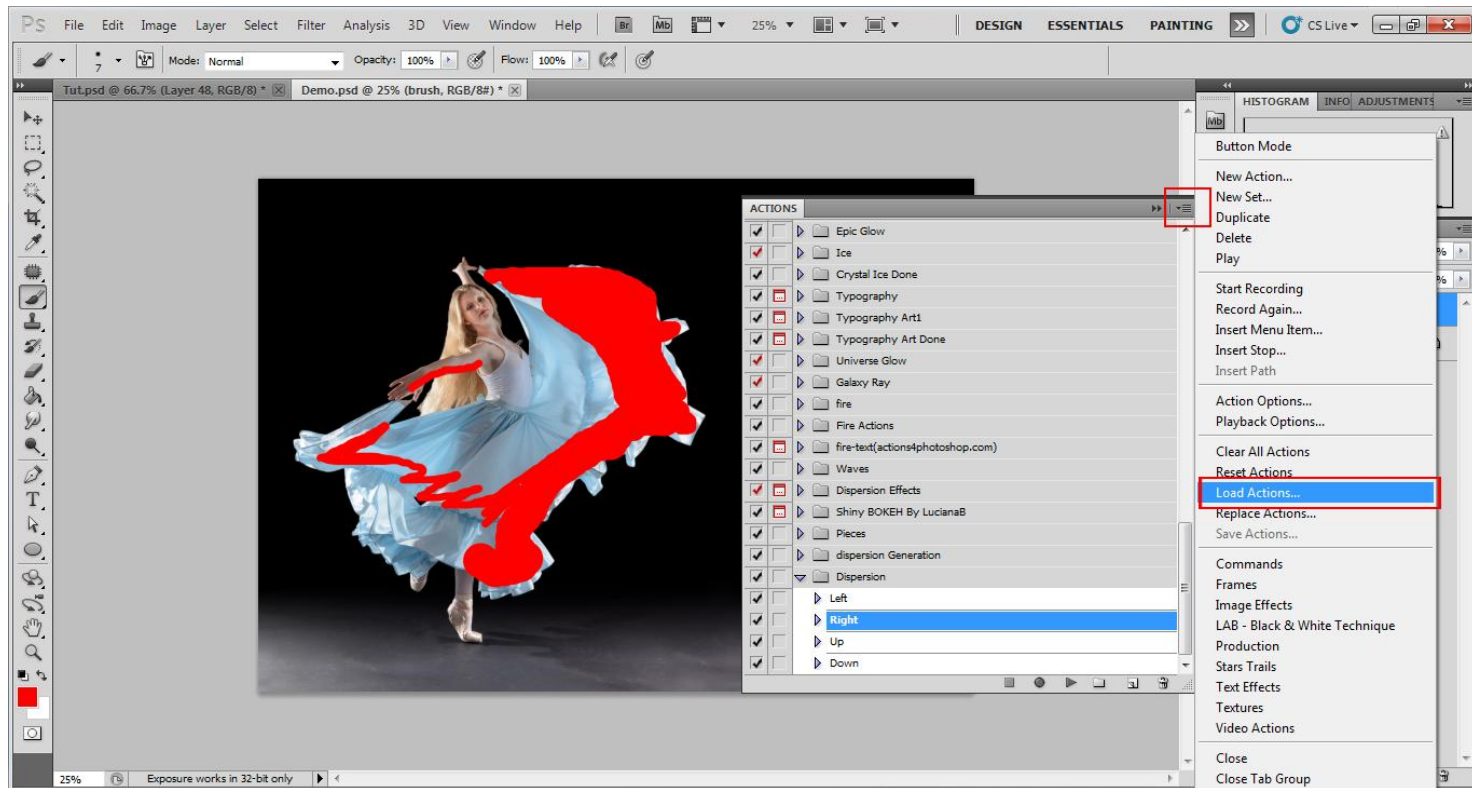 PS File Edit Image Layer Select Filter Analysis 3D View Window Help Br Mb 25% DESIGN ESSENTIALS PAINTING CS Live
7 Mode: Normal Opacity: 100% Flow: 100%
Tut.psd @ 66.7% (Layer 48, RGB/8) * Demo.psd @ 25% (brush, RGB/8#) *
HISTOGRAM INFO ADJUSTMENTS
Mb
ACTIONS
Epic Glow
Ice
Crystal Ice Done
Typography
Typography Art1
Typography Art Done
Universe Glow
Galaxy Ray
fire
Fire Actions
fire-text(actions4photoshop.com)
Waves
Dispersion Effects
Shiny BOKEH By LucianaB
Pieces
dispersion Generation
Dispersion
Left
Right
Up
Down
Button Mode
New Action...
New Set...
Duplicate
Delete
Play
Start Recording
Record Again...
Insert Menu Item...
Insert Stop...
Insert Path
Action Options...
Playback Options...
Clear All Actions
Reset Actions
Load Actions...
Replace Actions...
Save Actions...
Commands
Frames
Image Effects
LAB - Black & White Technique
Production
Stars Trails
Text Effects
Textures
Video Actions
Close
Close Tab Group
%
%
25% Exposure works in 32-bit only